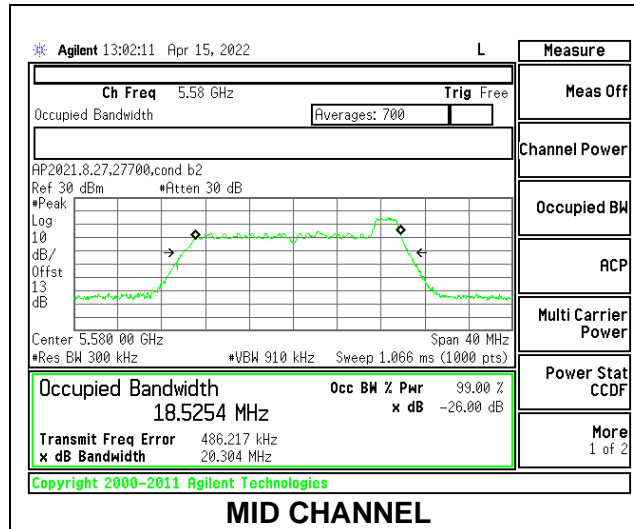 Agilent 13:02:11 Apr 15, 2022 L Measure
Ch Freq 5.58 GHz Trig Free
Meas Off
Occupied Bandwidth Averages: 700
Channel Power
AP2021.8.27,27700,cond b2
Ref 30 dBm #Atten 30 dB
#Peak
Log
10
dB/
Offst
13
dB
Occupied BW
ACP
Center 5.580 00 GHz Span 40 MHz
#Res BW 300 kHz #VBW 910 kHz Sweep 1.066 ms (1000 pts)
Multi Carrier
Power
Occupied Bandwidth Occ BW % Pwr 99.00 %
18.5254 MHz x dB -26.00 dB
Power Stat
CCDF
Transmit Freq Error 486.217 kHz
x dB Bandwidth 20.304 MHz
More
1 of 2
Copyright 2000-2011 Agilent Technologies
MID CHANNEL